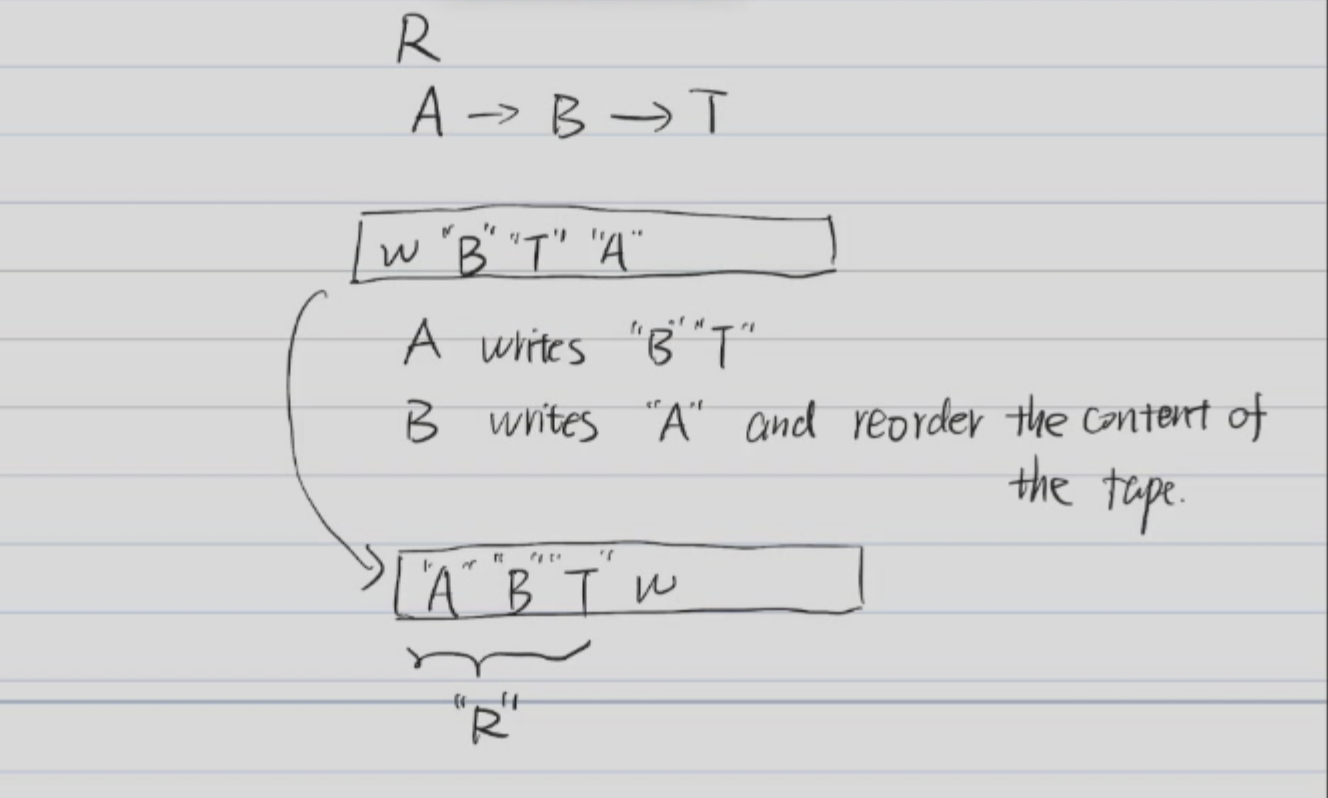 R
A → B → T
w "B" "T" "A"
A writes "B" "T"
B writes "A" and reorder the content of
the tape.
"A" "B" "T" w
"R"